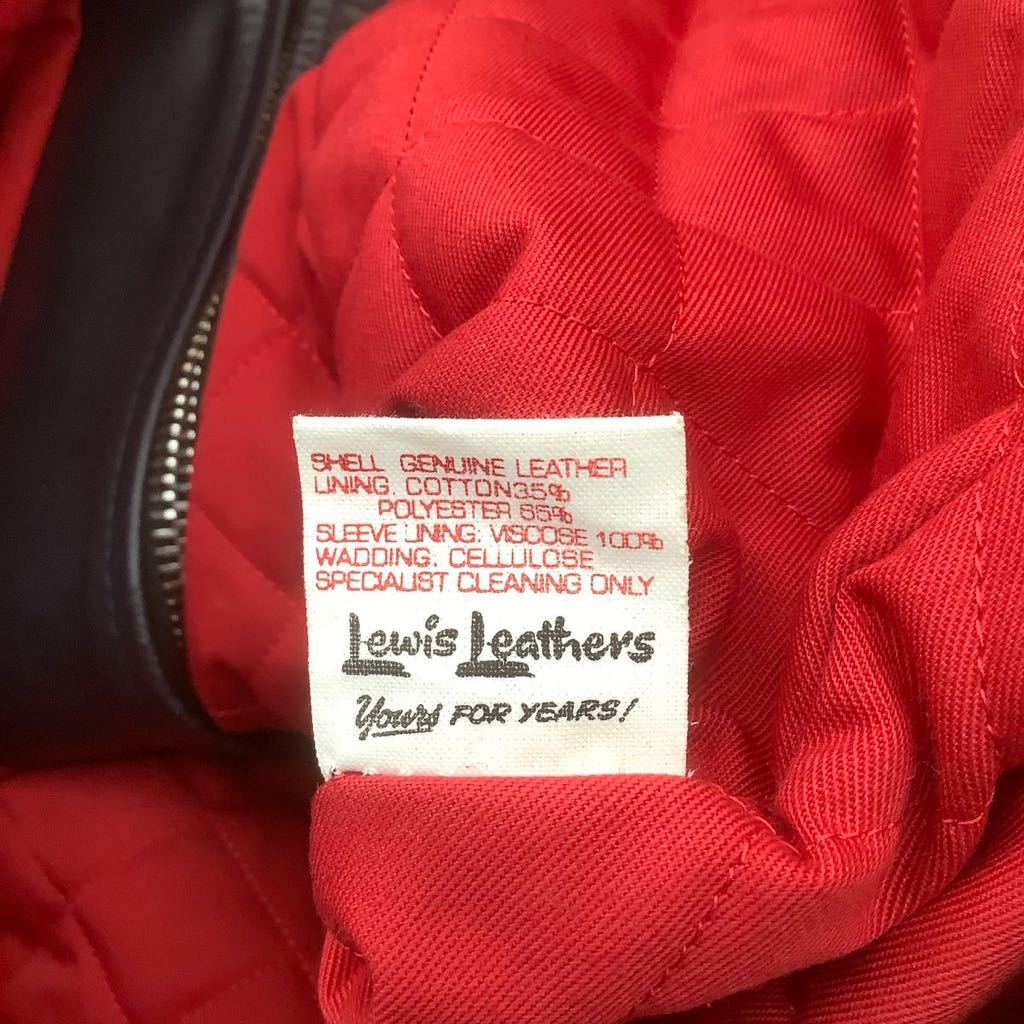 SHELL GENUINE LEATHER
LINING. COTTON35%
POLYESTER 65%
SLEEVE LINING: VISCOSE 100%
WADDING: CELLULOSE
SPECIALIST CLEANING ONLY
Lewis Leathers
Yours FOR YEARS!